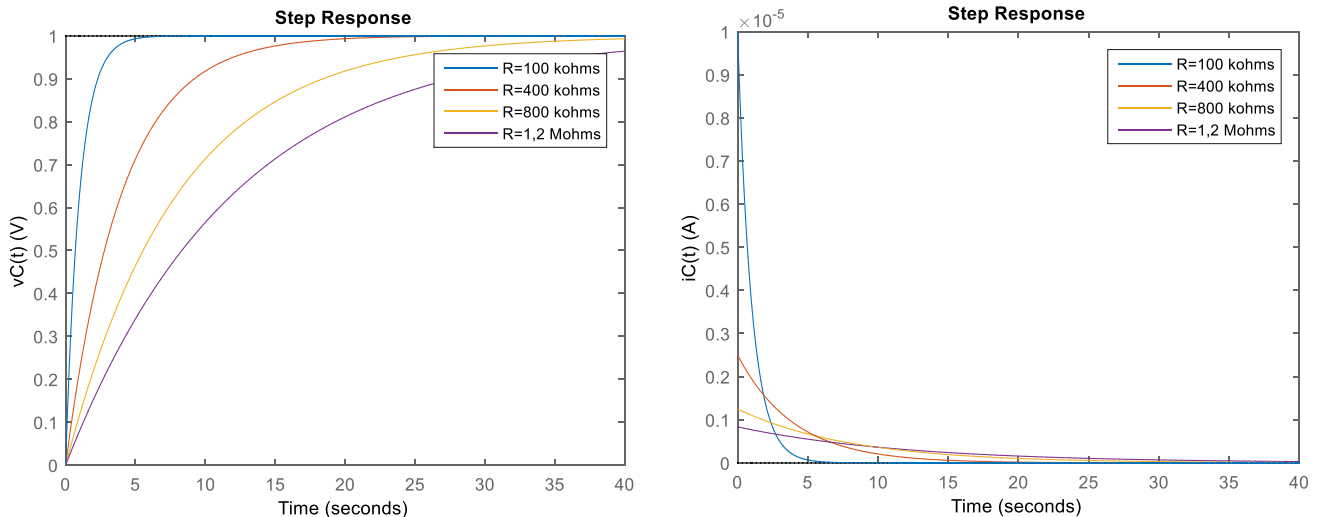 Step Response
1
0.9
0.8
0.7
0.6
0.5
0.4
0.3
0.2
0.1
0
vC(t) (V)
R=100 kohms
R=400 kohms
R=800 kohms
R=1,2 Mohms
0 5 10 15 20 25 30 35 40
Time (seconds)
Step Response
×10⁻⁵
1
0.9
0.8
0.7
0.6
0.5
0.4
0.3
0.2
0.1
0
iC(t) (A)
R=100 kohms
R=400 kohms
R=800 kohms
R=1,2 Mohms
0 5 10 15 20 25 30 35 40
Time (seconds)